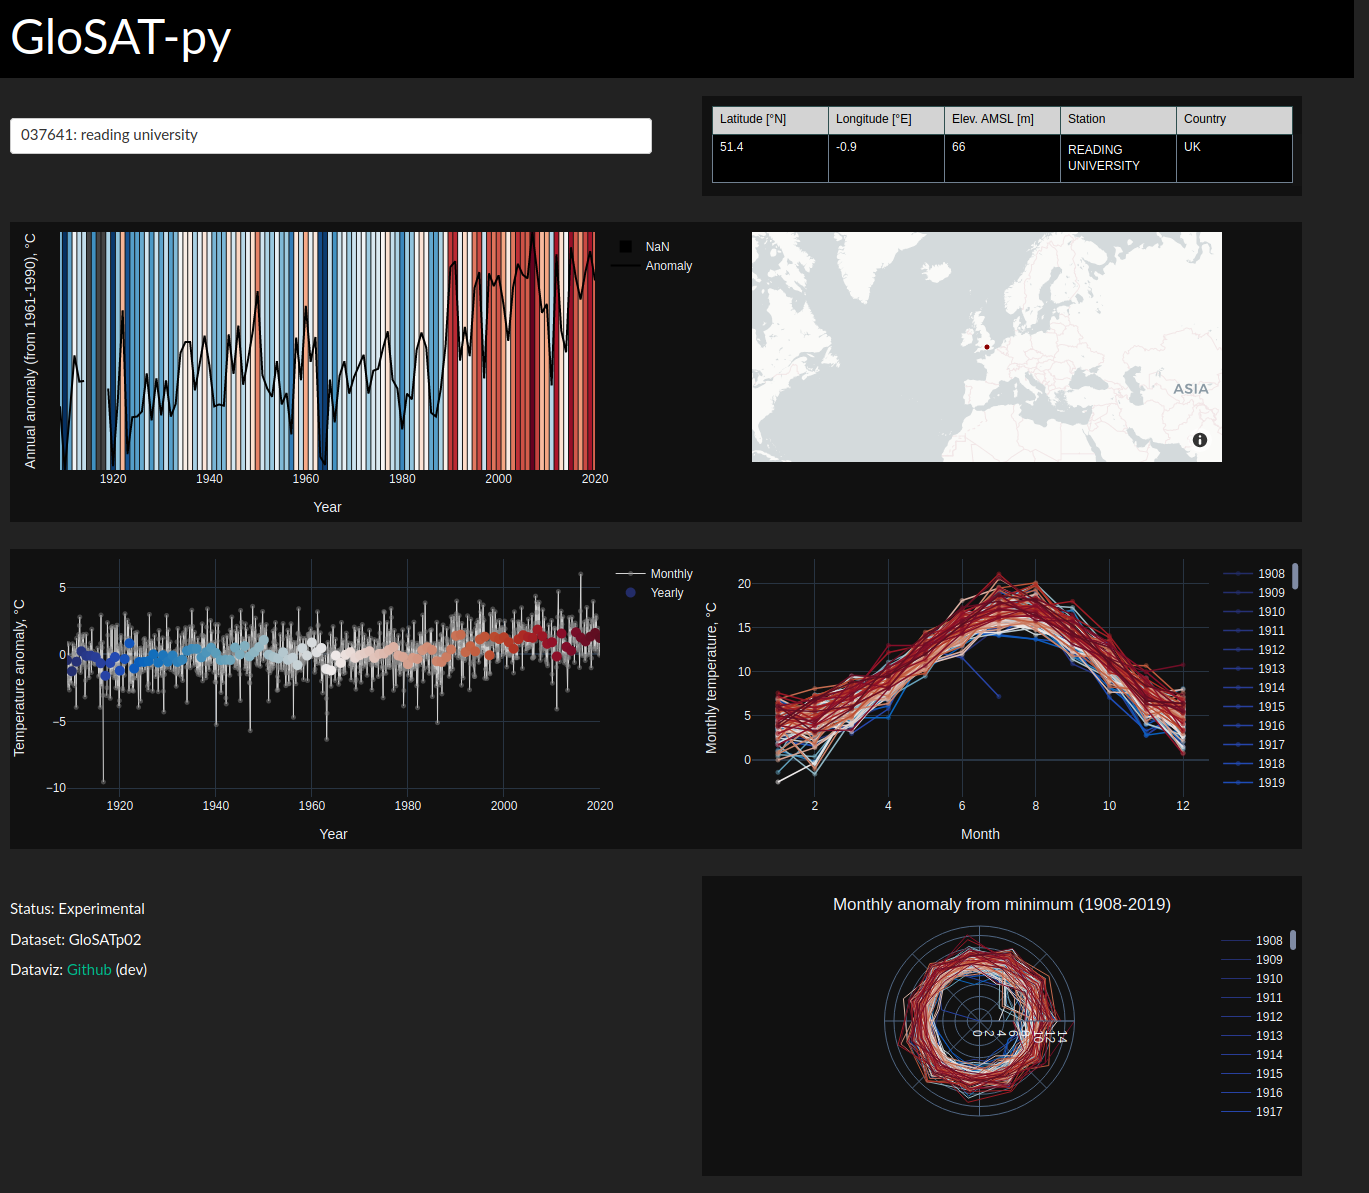 GloSAT-py
037641: reading university
Latitude [°N] Longitude [°E] Elev. AMSL [m] Station Country
51.4 -0.9 66 READING UNIVERSITY UK
Annual anomaly (from 1961-1990), °C
NaN
Anomaly
1920 1940 1960 1980 2000 2020
Year
ASIA
Temperature anomaly, °C
5
0
−5
−10
1920 1940 1960 1980 2000 2020
Year
Monthly
Yearly
Monthly temperature, °C
20
15
10
5
0
2 4 6 8 10 12
Month
1908
1909
1910
1911
1912
1913
1914
1915
1916
1917
1918
1919
Status: Experimental
Dataset: GloSATp02
Dataviz: Github (dev)
Monthly anomaly from minimum (1908-2019)
0 2 4 6 8 10 12 14
1908
1909
1910
1911
1912
1913
1914
1915
1916
1917